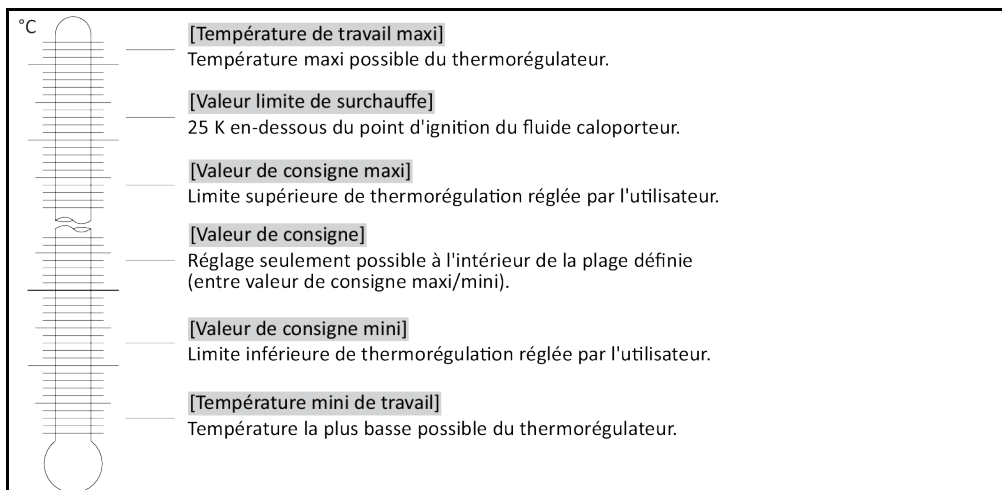 °C
[Température de travail maxi]
Température maxi possible du thermorégulateur.
[Valeur limite de surchauffe]
25 K en-dessous du point d'ignition du fluide caloporteur.
[Valeur de consigne maxi]
Limite supérieure de thermorégulation réglée par l'utilisateur.
[Valeur de consigne]
Réglage seulement possible à l'intérieur de la plage définie
(entre valeur de consigne maxi/mini).
[Valeur de consigne mini]
Limite inférieure de thermorégulation réglée par l'utilisateur.
[Température mini de travail]
Température la plus basse possible du thermorégulateur.